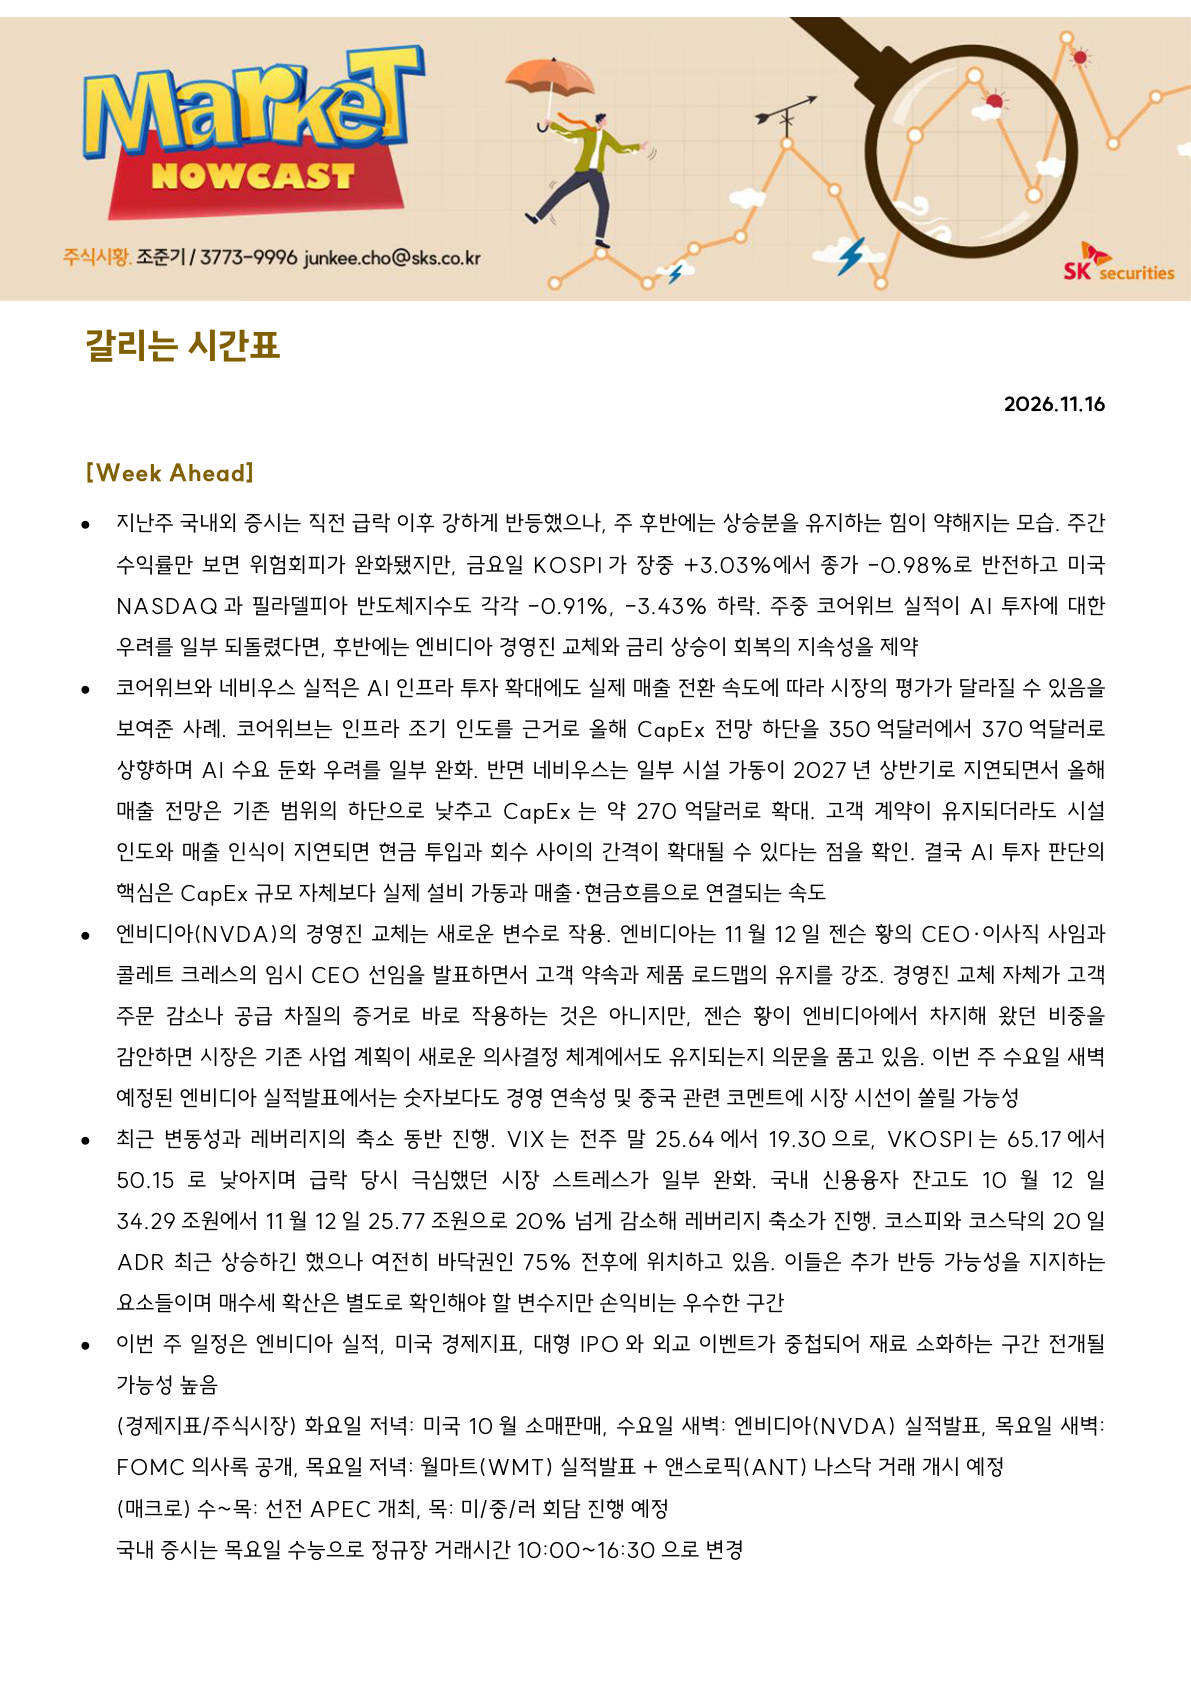 Market
NOWCAST
주식시황. 조준기 / 3773-9996 junkee.cho@sks.co.kr
SK securities
갈리는 시간표
2026.11.16
[Week Ahead]
● 지난주 국내외 증시는 직전 급락 이후 강하게 반등했으나, 주 후반에는 상승분을 유지하는 힘이 약해지는 모습. 주간
수익률만 보면 위험회피가 완화됐지만, 금요일 KOSPI 가 장중 +3.03%에서 종가 -0.98%로 반전하고 미국
NASDAQ 과 필라델피아 반도체지수도 각각 -0.91%, -3.43% 하락. 주중 코어위브 실적이 AI 투자에 대한
우려를 일부 되돌렸다면, 후반에는 엔비디아 경영진 교체와 금리 상승이 회복의 지속성을 제약
● 코어위브와 네비우스 실적은 AI 인프라 투자 확대에도 실제 매출 전환 속도에 따라 시장의 평가가 달라질 수 있음을
보여준 사례. 코어위브는 인프라 조기 인도를 근거로 올해 CapEx 전망 하단을 350 억달러에서 370 억달러로
상향하며 AI 수요 둔화 우려를 일부 완화. 반면 네비우스는 일부 시설 가동이 2027 년 상반기로 지연되면서 올해
매출 전망은 기존 범위의 하단으로 낮추고 CapEx 는 약 270 억달러로 확대. 고객 계약이 유지되더라도 시설
인도와 매출 인식이 지연되면 현금 투입과 회수 사이의 간격이 확대될 수 있다는 점을 확인. 결국 AI 투자 판단의
핵심은 CapEx 규모 자체보다 실제 설비 가동과 매출·현금흐름으로 연결되는 속도
● 엔비디아(NVDA)의 경영진 교체는 새로운 변수로 작용. 엔비디아는 11 월 12 일 젠슨 황의 CEO·이사직 사임과
콜레트 크레스의 임시 CEO 선임을 발표하면서 고객 약속과 제품 로드맵의 유지를 강조. 경영진 교체 자체가 고객
주문 감소나 공급 차질의 증거로 바로 작용하는 것은 아니지만, 젠슨 황이 엔비디아에서 차지해 왔던 비중을
감안하면 시장은 기존 사업 계획이 새로운 의사결정 체계에서도 유지되는지 의문을 품고 있음. 이번 주 수요일 새벽
예정된 엔비디아 실적발표에서는 숫자보다도 경영 연속성 및 중국 관련 코멘트에 시장 시선이 쏠릴 가능성
● 최근 변동성과 레버리지의 축소 동반 진행. VIX 는 전주 말 25.64 에서 19.30 으로, VKOSPI 는 65.17 에서
50.15 로 낮아지며 급락 당시 극심했던 시장 스트레스가 일부 완화. 국내 신용융자 잔고도 10 월 12 일
34.29 조원에서 11 월 12 일 25.77 조원으로 20% 넘게 감소해 레버리지 축소가 진행. 코스피와 코스닥의 20 일
ADR 최근 상승하긴 했으나 여전히 바닥권인 75% 전후에 위치하고 있음. 이들은 추가 반등 가능성을 지지하는
요소들이며 매수세 확산은 별도로 확인해야 할 변수지만 손익비는 우수한 구간
● 이번 주 일정은 엔비디아 실적, 미국 경제지표, 대형 IPO 와 외교 이벤트가 중첩되어 재료 소화하는 구간 전개될
가능성 높음
(경제지표/주식시장) 화요일 저녁: 미국 10 월 소매판매, 수요일 새벽: 엔비디아(NVDA) 실적발표, 목요일 새벽:
FOMC 의사록 공개, 목요일 저녁: 월마트(WMT) 실적발표 + 앤스로픽(ANT) 나스닥 거래 개시 예정
(매크로) 수~목: 선전 APEC 개최, 목: 미/중/러 회담 진행 예정
국내 증시는 목요일 수능으로 정규장 거래시간 10:00~16:30 으로 변경